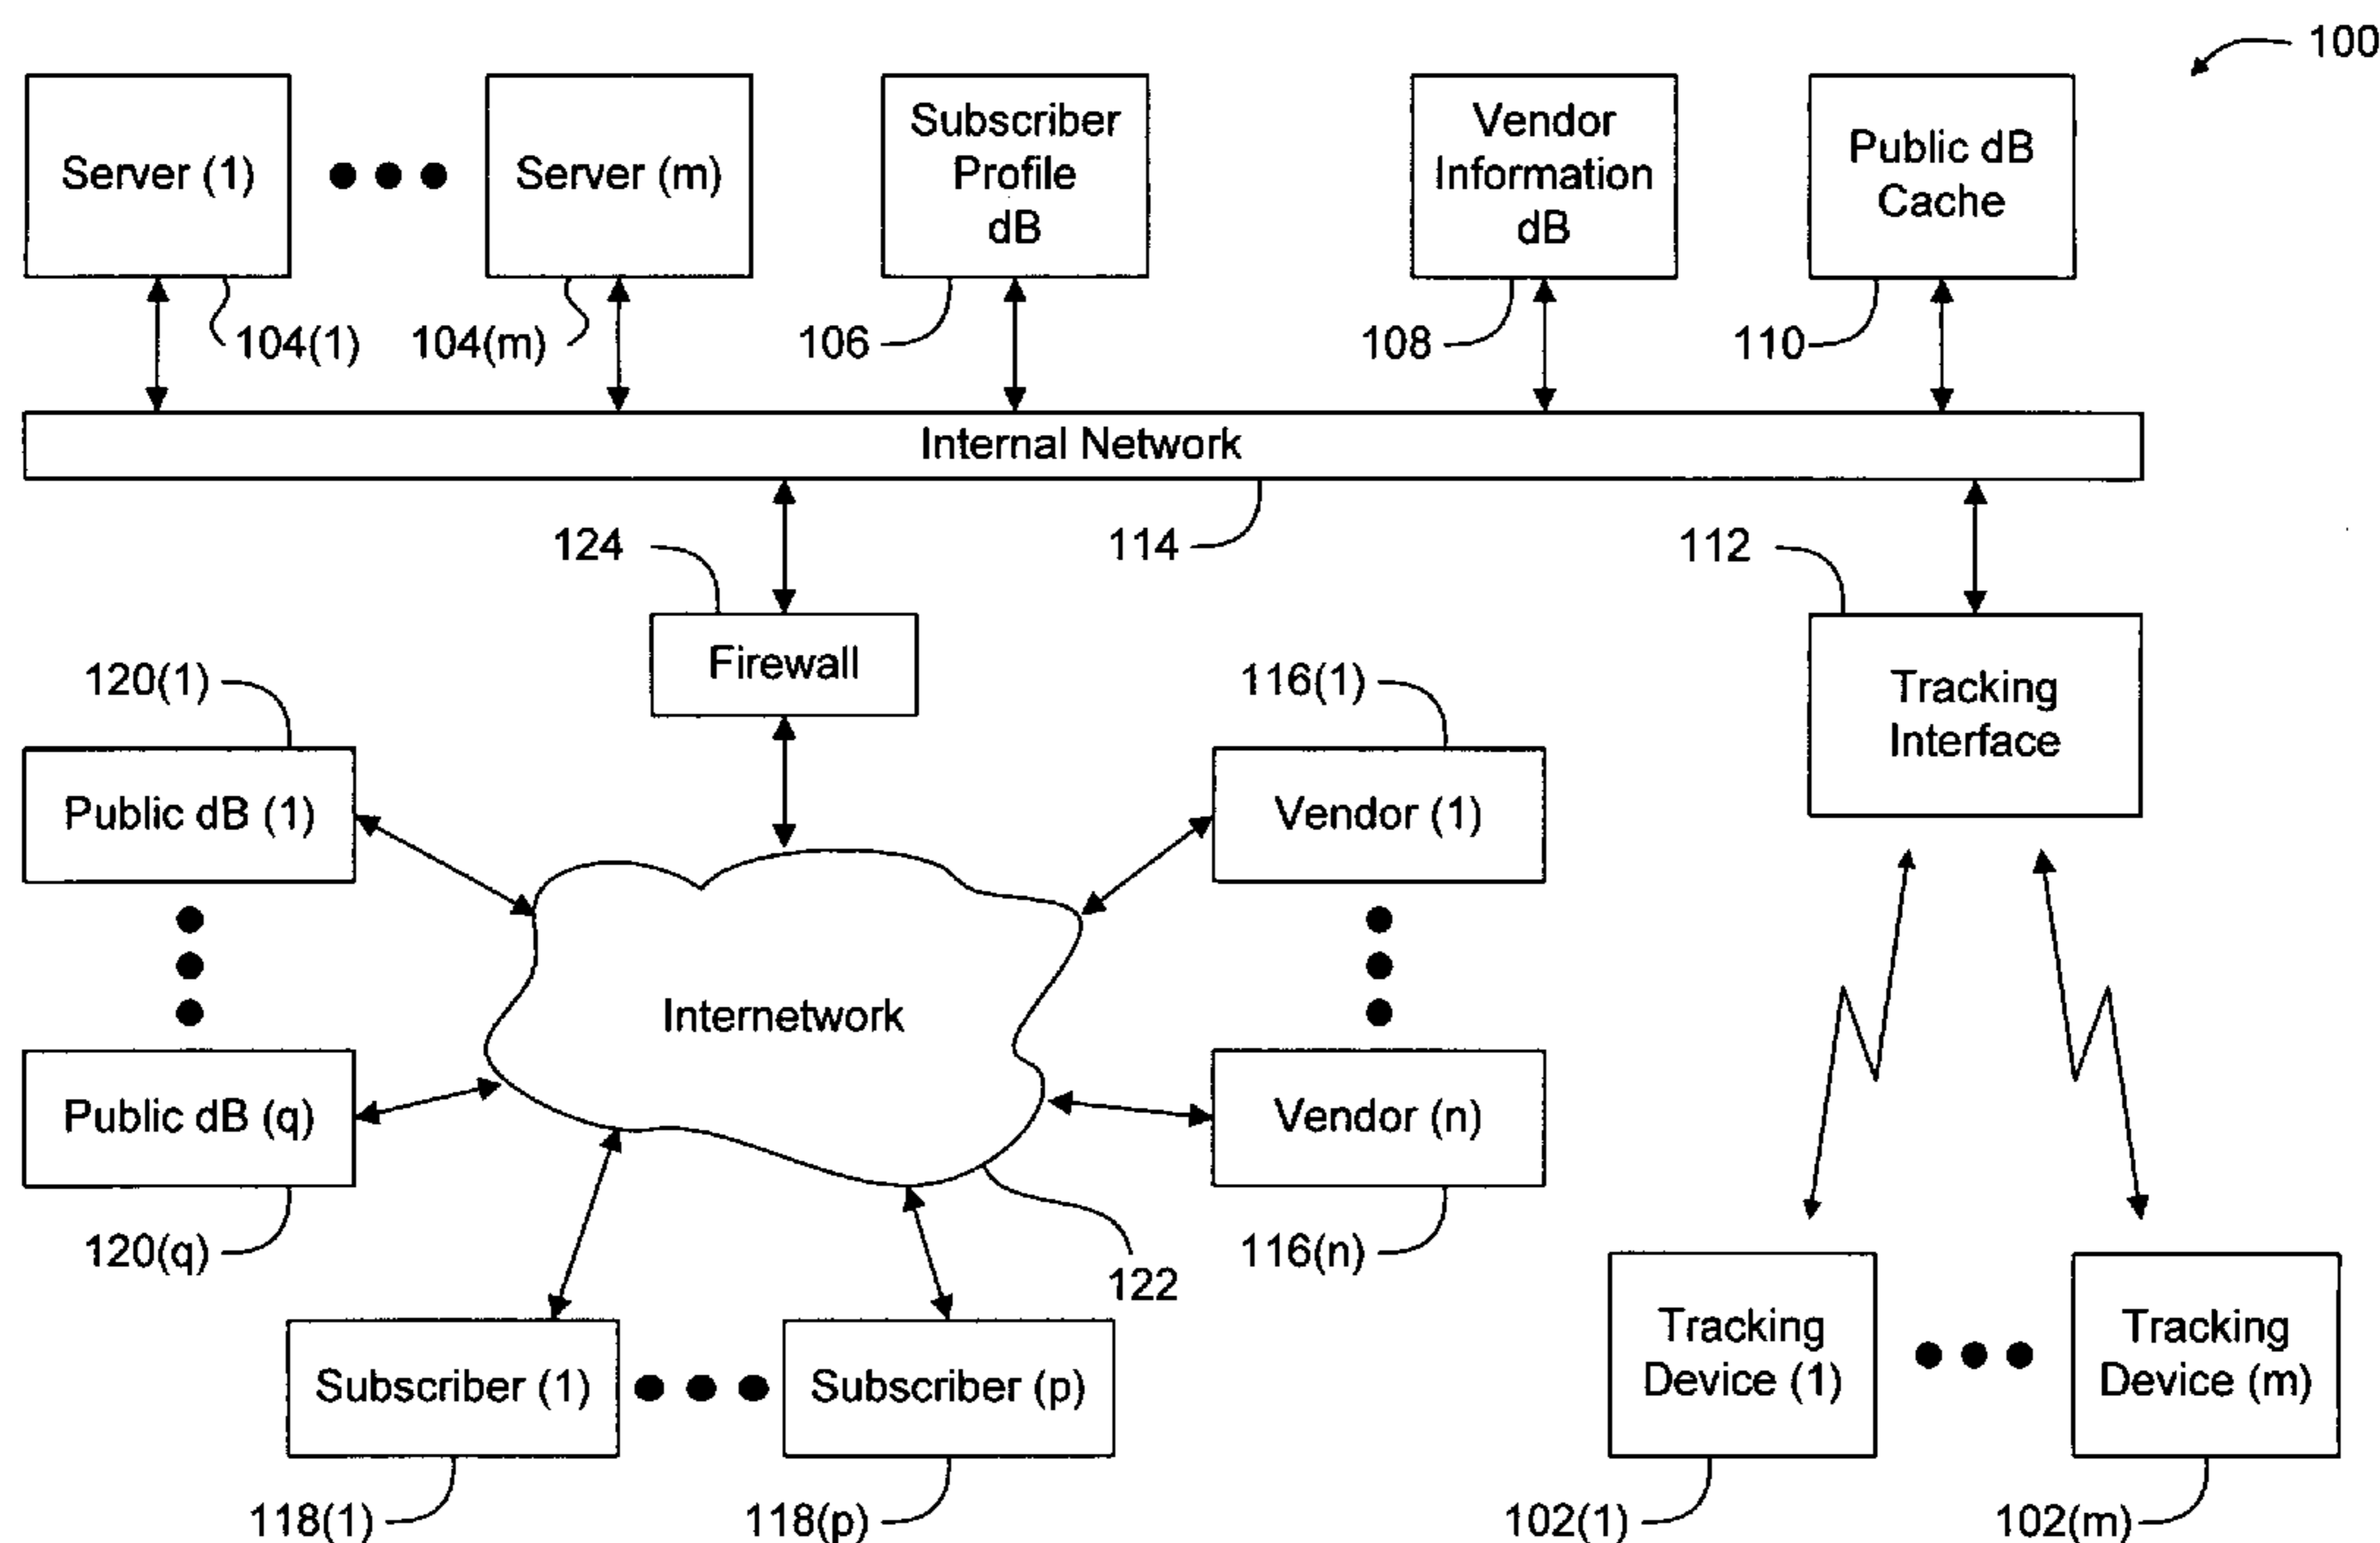 100
Server (1)
Server (m)
Subscriber
Profile
dB
Vendor
Information
dB
Public dB
Cache
104(1)
104(m)
106
108
110
Internal Network
124
114
112
Firewall
Tracking
Interface
120(1)
116(1)
Public dB (1)
Vendor (1)
Internetwork
Public dB (q)
Vendor (n)
120(q)
116(n)
122
Subscriber (1)
Subscriber (p)
Tracking
Device (1)
Tracking
Device (m)
118(1)
118(p)
102(1)
102(m)